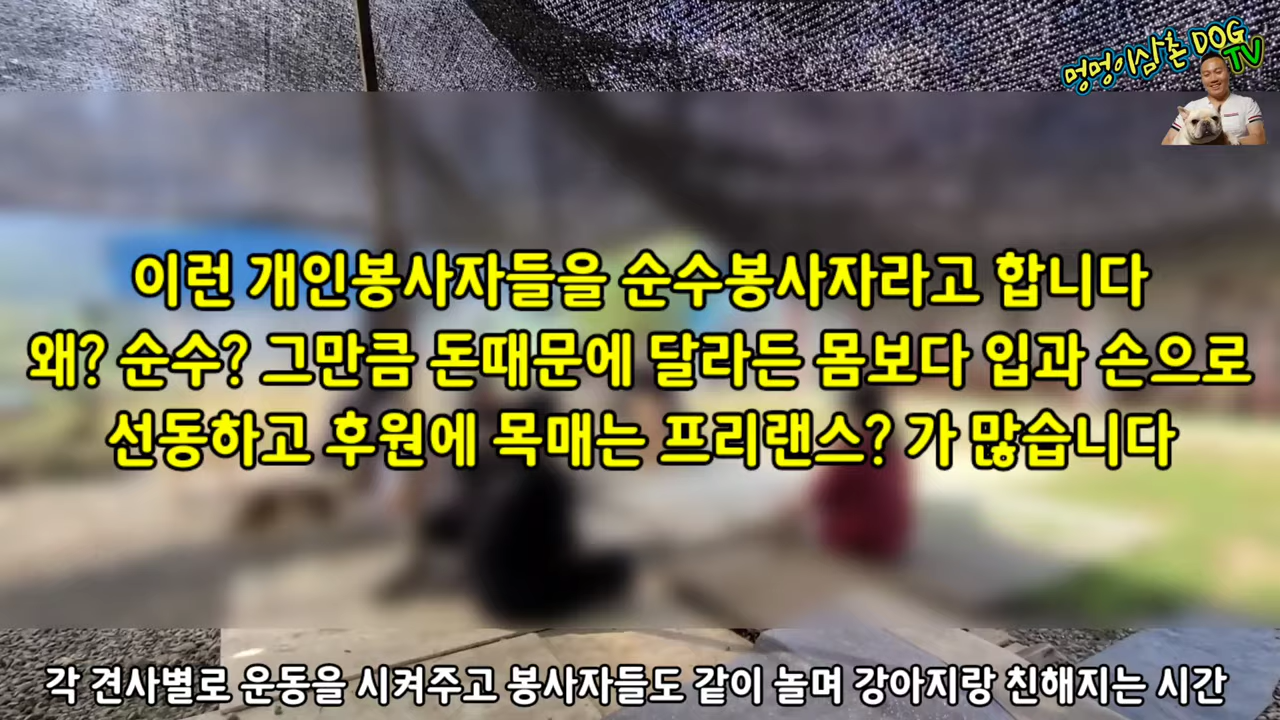 멍멍이삼촌 DOG
TV
이런 개인봉사자들을 순수봉사자라고 합니다
왜? 순수? 그만큼 돈때문에 달라든 몸보다 입과 손으로
선동하고 후원에 목매는 프리랜스? 가 많습니다
각 견사별로 운동을 시켜주고 봉사자들도 같이 놀며 강아지랑 친해지는 시간